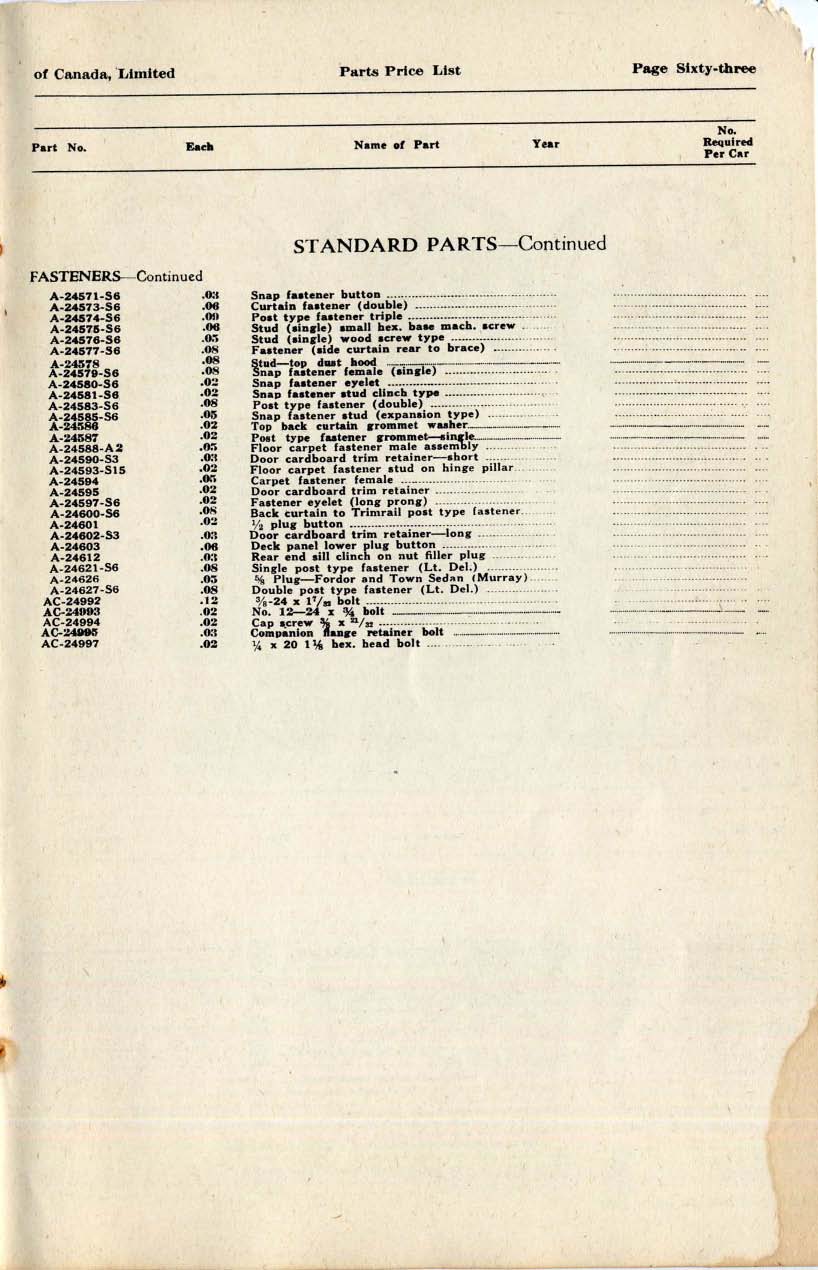 of Canada, Limited Parts Price List Page Sixty-three
Part No. Each Name of Part Year No. Required Per Car
STANDARD PARTS—Continued
FASTENERS—Continued
A-24571-S6 .03 Snap fastener button
A-24573-S6 .06 Curtain fastener (double)
A-24574-S6 .09 Post type fastener triple
A-24575-S6 .06 Stud (single) small hex. base mach. screw
A-24576-S6 .05 Stud (single) wood screw type
A-24577-S6 .08 Fastener (side curtain rear to brace)
A-24578 .08 Stud—top dust hood
A-24579-S6 .08 Snap fastener female (single)
A-24580-S6 .02 Snap fastener eyelet
A-24581-S6 .02 Snap fastener stud clinch type
A-24583-S6 .08 Post type fastener (double)
A-24585-S6 .05 Snap fastener stud (expansion type)
A-24586 .02 Top back curtain grommet washer
A-24587 .02 Post type fastener grommet—single
A-24588-A2 .05 Floor carpet fastener male assembly
A-24590-S3 .03 Door cardboard trim retainer—short
A-24593-S15 .02 Floor carpet fastener stud on hinge pillar
A-24594 .05 Carpet fastener female
A-24595 .02 Door cardboard trim retainer
A-24597-S6 .02 Fastener eyelet (long prong)
A-24600-S6 .08 Back curtain to Trimrail post type fastener
A-24601 .02 ½ plug button
A-24602-S3 .03 Door cardboard trim retainer—long
A-24603 .06 Deck panel lower plug button
A-24612 .03 Rear end sill clinch on nut filler plug
A-24621-S6 .08 Single post type fastener (Lt. Del.)
A-24626 .05 ⅝ Plug—Fordor and Town Sedan (Murray)
A-24627-S6 .08 Double post type fastener (Lt. Del.)
AC-24992 .12 ⅜-24 x 1⁷/₃₂ bolt
AC-24993 .02 No. 12—24 x ¾ bolt
AC-24994 .02 Cap screw ⅜ x ²¹/₃₂
AC-24995 .03 Companion flange retainer bolt
AC-24997 .02 ¼ x 20 1⅛ hex. head bolt